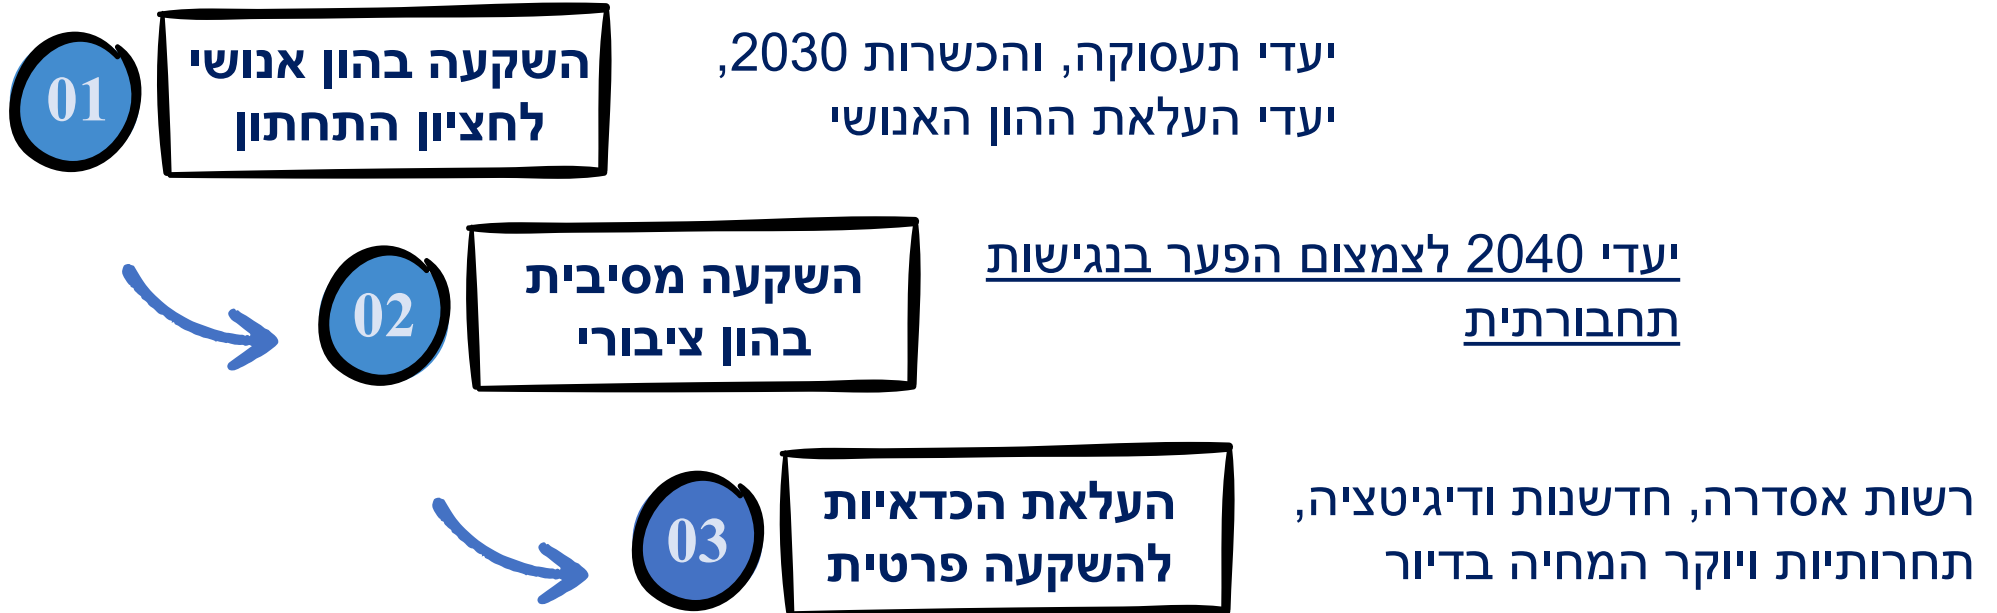 01
השקעה בהון אנושי
לחציון התחתון
יעדי תעסוקה, והכשרות 2030,
יעדי העלאת ההון האנושי
02
השקעה מסיבית
בהון ציבורי
יעדי 2040 לצמצום הפער בנגישות
תחבורתית
03
העלאת הכדאיות
להשקעה פרטית
רשות אסדרה, חדשנות ודיגיטציה,
תחרותיות ויוקר המחיה בדיור